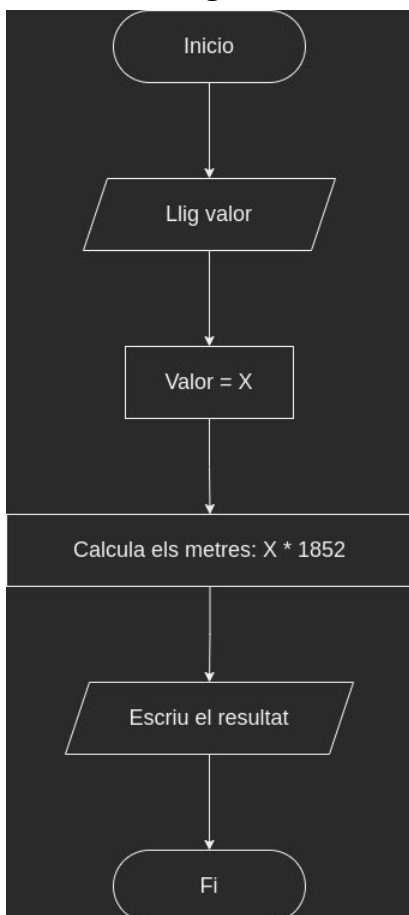 Inicio
Llig valor
Valor = X
Calcula els metres: X * 1852
Escriu el resultat
Fi